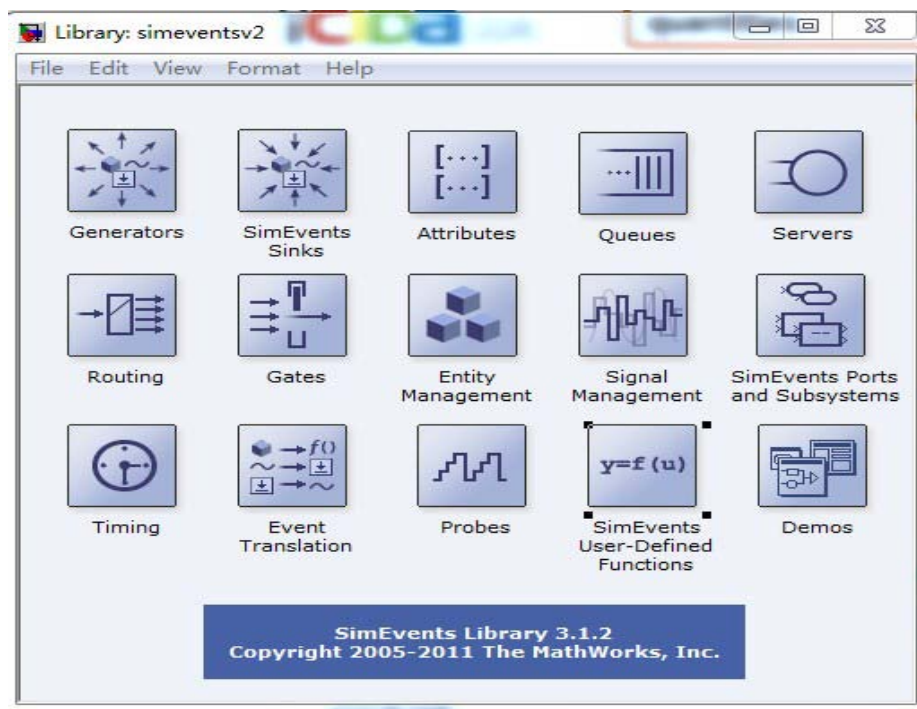 Library: simeventsv2
File Edit View Format Help
[...]
[...]
Generators
SimEvents
Sinks
Attributes
Queues
Servers
Routing
Gates
Entity
Management
Signal
Management
SimEvents Ports
and Subsystems
f()
y=f(u)
Timing
Event
Translation
Probes
SimEvents
User-Defined
Functions
Demos
SimEvents Library 3.1.2
Copyright 2005-2011 The MathWorks, Inc.